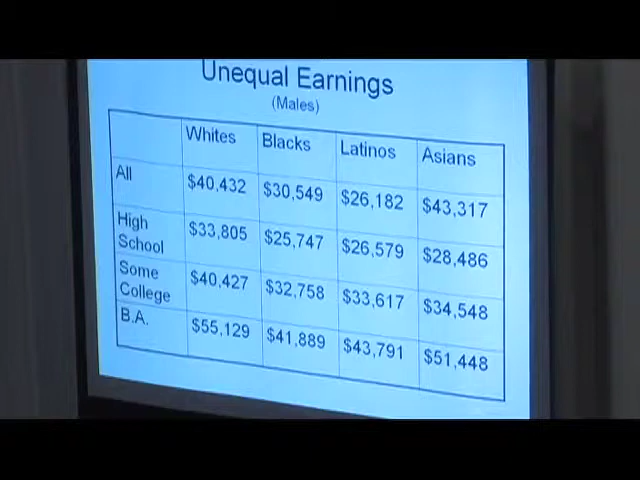 Unequal Earnings
(Males)
Whites Blacks Latinos Asians
All $40,432 $30,549 $26,182 $43,317
High School $33,805 $25,747 $26,579 $28,486
Some College $40,427 $32,758 $33,617 $34,548
B.A. $55,129 $41,889 $43,791 $51,448